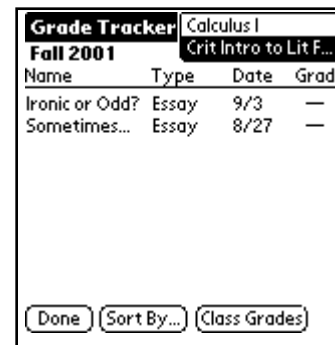 Grade Tracker Calculus I
Fall 2001 Crit Intro to Lit F...
Name Type Date Grad
Ironic or Odd? Essay 9/3 —
Sometimes... Essay 8/27 —
Done Sort By... Class Grades